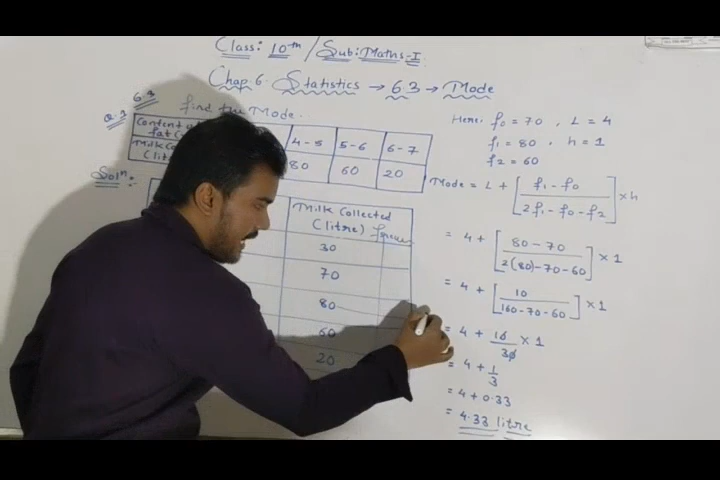 Class: 10th / Sub: Maths-I
Chap 6. Statistics → 6.3 → Mode
6.3
Q.1 find the Mode.
Content of fat (
4-5 5-6 6-7
Milk
(lit
80 60 20
Soln:
Milk Collected
(litre)
30
70
80
60
20
Here: f0 = 70 , L = 4
f1 = 80 , h = 1
f2 = 60
Mode = L + [ f1 - f0 / 2f1 - f0 - f2 ] × h
= 4 + [ 80 - 70 / 2(80) - 70 - 60 ] × 1
= 4 + [ 10 / 160 - 70 - 60 ] × 1
= 4 + 10/30 × 1
= 4 + 1/3
= 4 + 0.33
= 4.33 litre